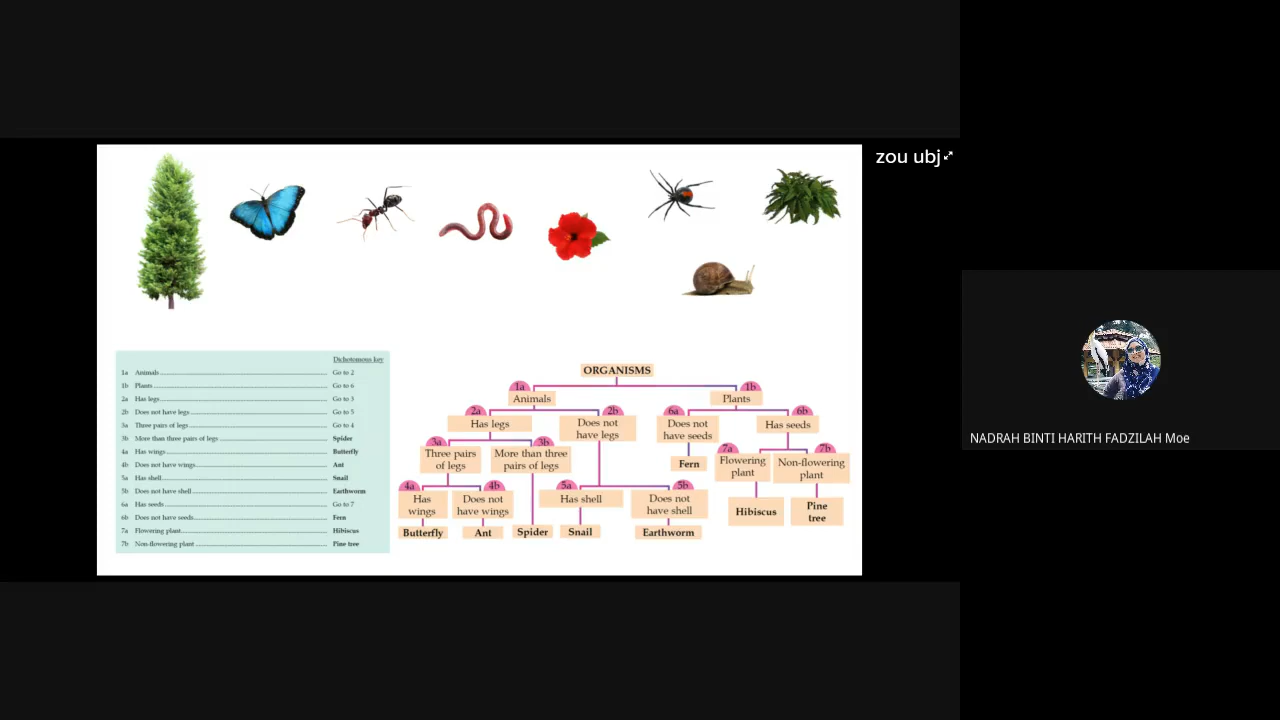 zou ubj
Dichotomous key
1a Animals Go to 2
1b Plants Go to 6
2a Has legs Go to 3
2b Does not have legs Go to 5
3a Three pairs of legs Go to 4
3b More than three pairs of legs Spider
4a Has wings Butterfly
4b Does not have wings Ant
5a Has shell Snail
5b Does not have shell Earthworm
6a Has seeds Go to 7
6b Does not have seeds Fern
7a Flowering plant Hibiscus
7b Non-flowering plant Pine tree
ORGANISMS
1a
Animals
1b
Plants
2a
Has legs
2b
Does not
have legs
6a
Does not
have seeds
6b
Has seeds
3a
Three pairs
of legs
3b
More than three
pairs of legs
Fern
7a
Flowering
plant
7b
Non-flowering
plant
4a
Has
wings
4b
Does not
have wings
5a
Has shell
5b
Does not
have shell
Hibiscus
Pine
tree
Butterfly
Ant
Spider
Snail
Earthworm
NADRAH BINTI HARITH FADZILAH Moe